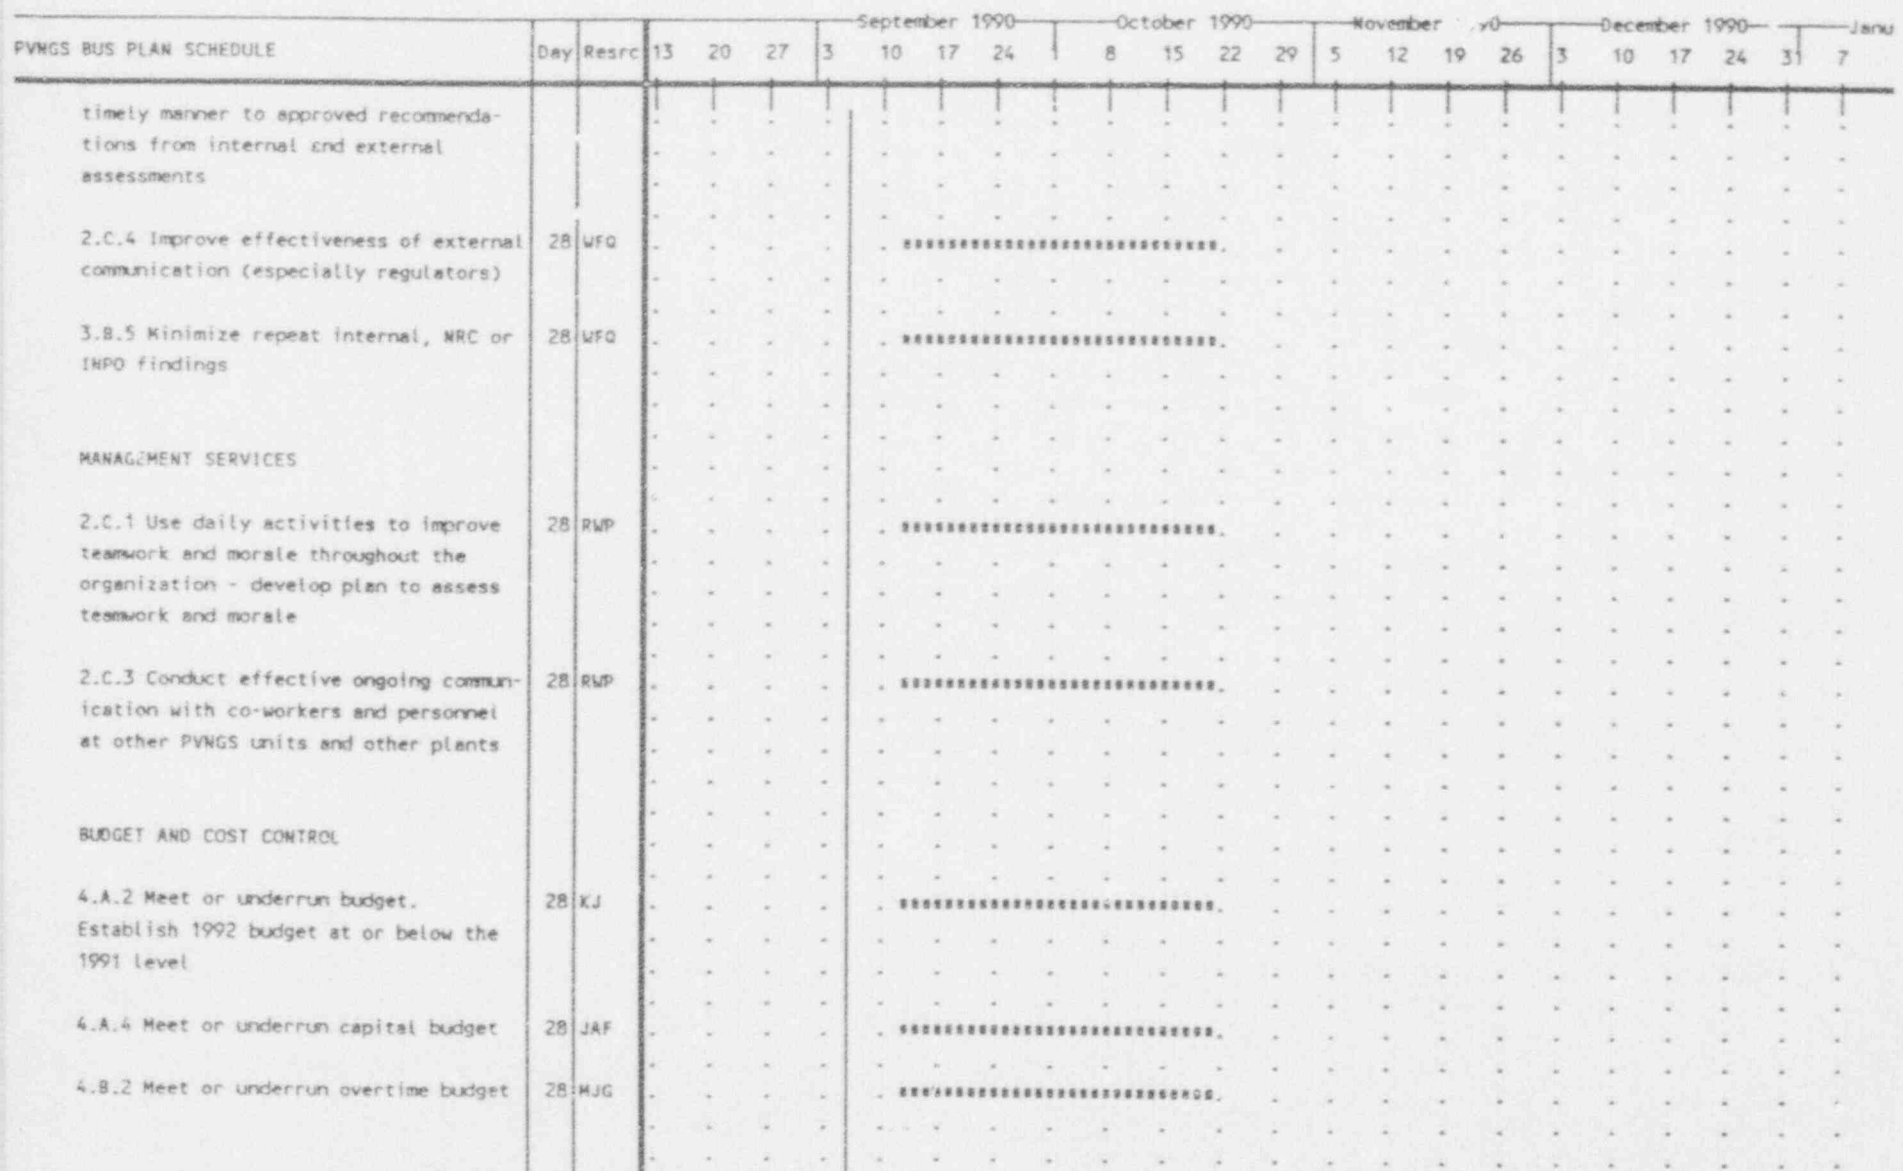 September 1990 October 1990 November 90 December 1990 Janu
PVNGS BUS PLAN SCHEDULE Day Resrc 13 20 27 3 10 17 24 1 8 15 22 29 5 12 19 26 3 10 17 24 31 7
timely manner to approved recommenda-
tions from internal and external
assessments
2.C.4 Improve effectiveness of external 28 WFQ
communication (especially regulators)
3.B.5 Minimize repeat internal, NRC or 28 WFQ
INPO findings
MANAGEMENT SERVICES
2.C.1 Use daily activities to improve 28 RWP
teamwork and morale throughout the
organization - develop plan to assess
teamwork and morale
2.C.3 Conduct effective ongoing commun- 28 RWP
ication with co-workers and personnel
at other PVNGS units and other plants
BUDGET AND COST CONTROL
4.A.2 Meet or underrun budget. 28 KJ
Establish 1992 budget at or below the
1991 level
4.A.4 Meet or underrun capital budget 28 JAF
4.B.2 Meet or underrun overtime budget 28 MJG